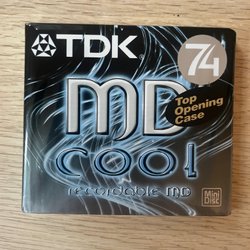 TDK
74
Top
Opening
Case
MD
cool
recordable MD
Mini
Disc